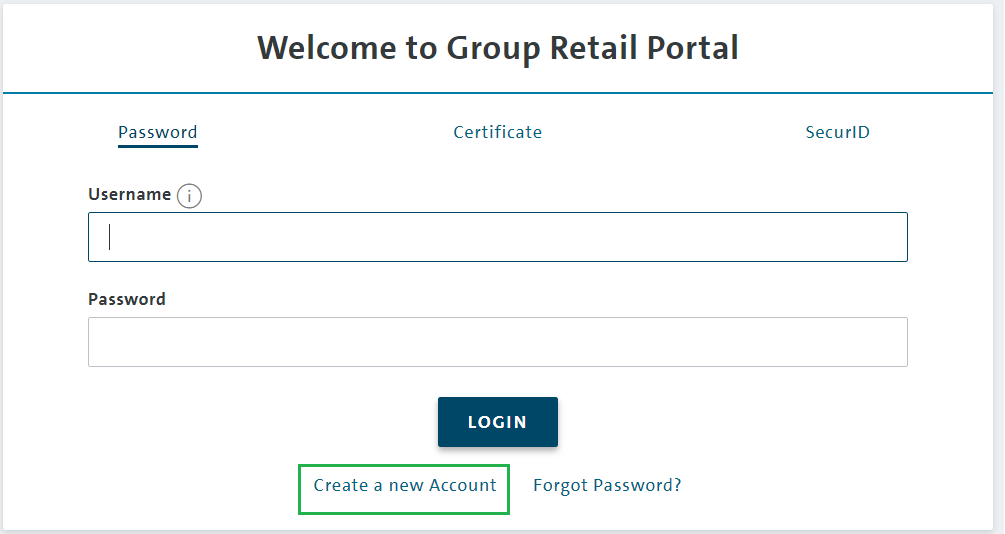 Welcome to Group Retail Portal
Password Certificate SecurID
Username i
Password
LOGIN
Create a new Account Forgot Password?